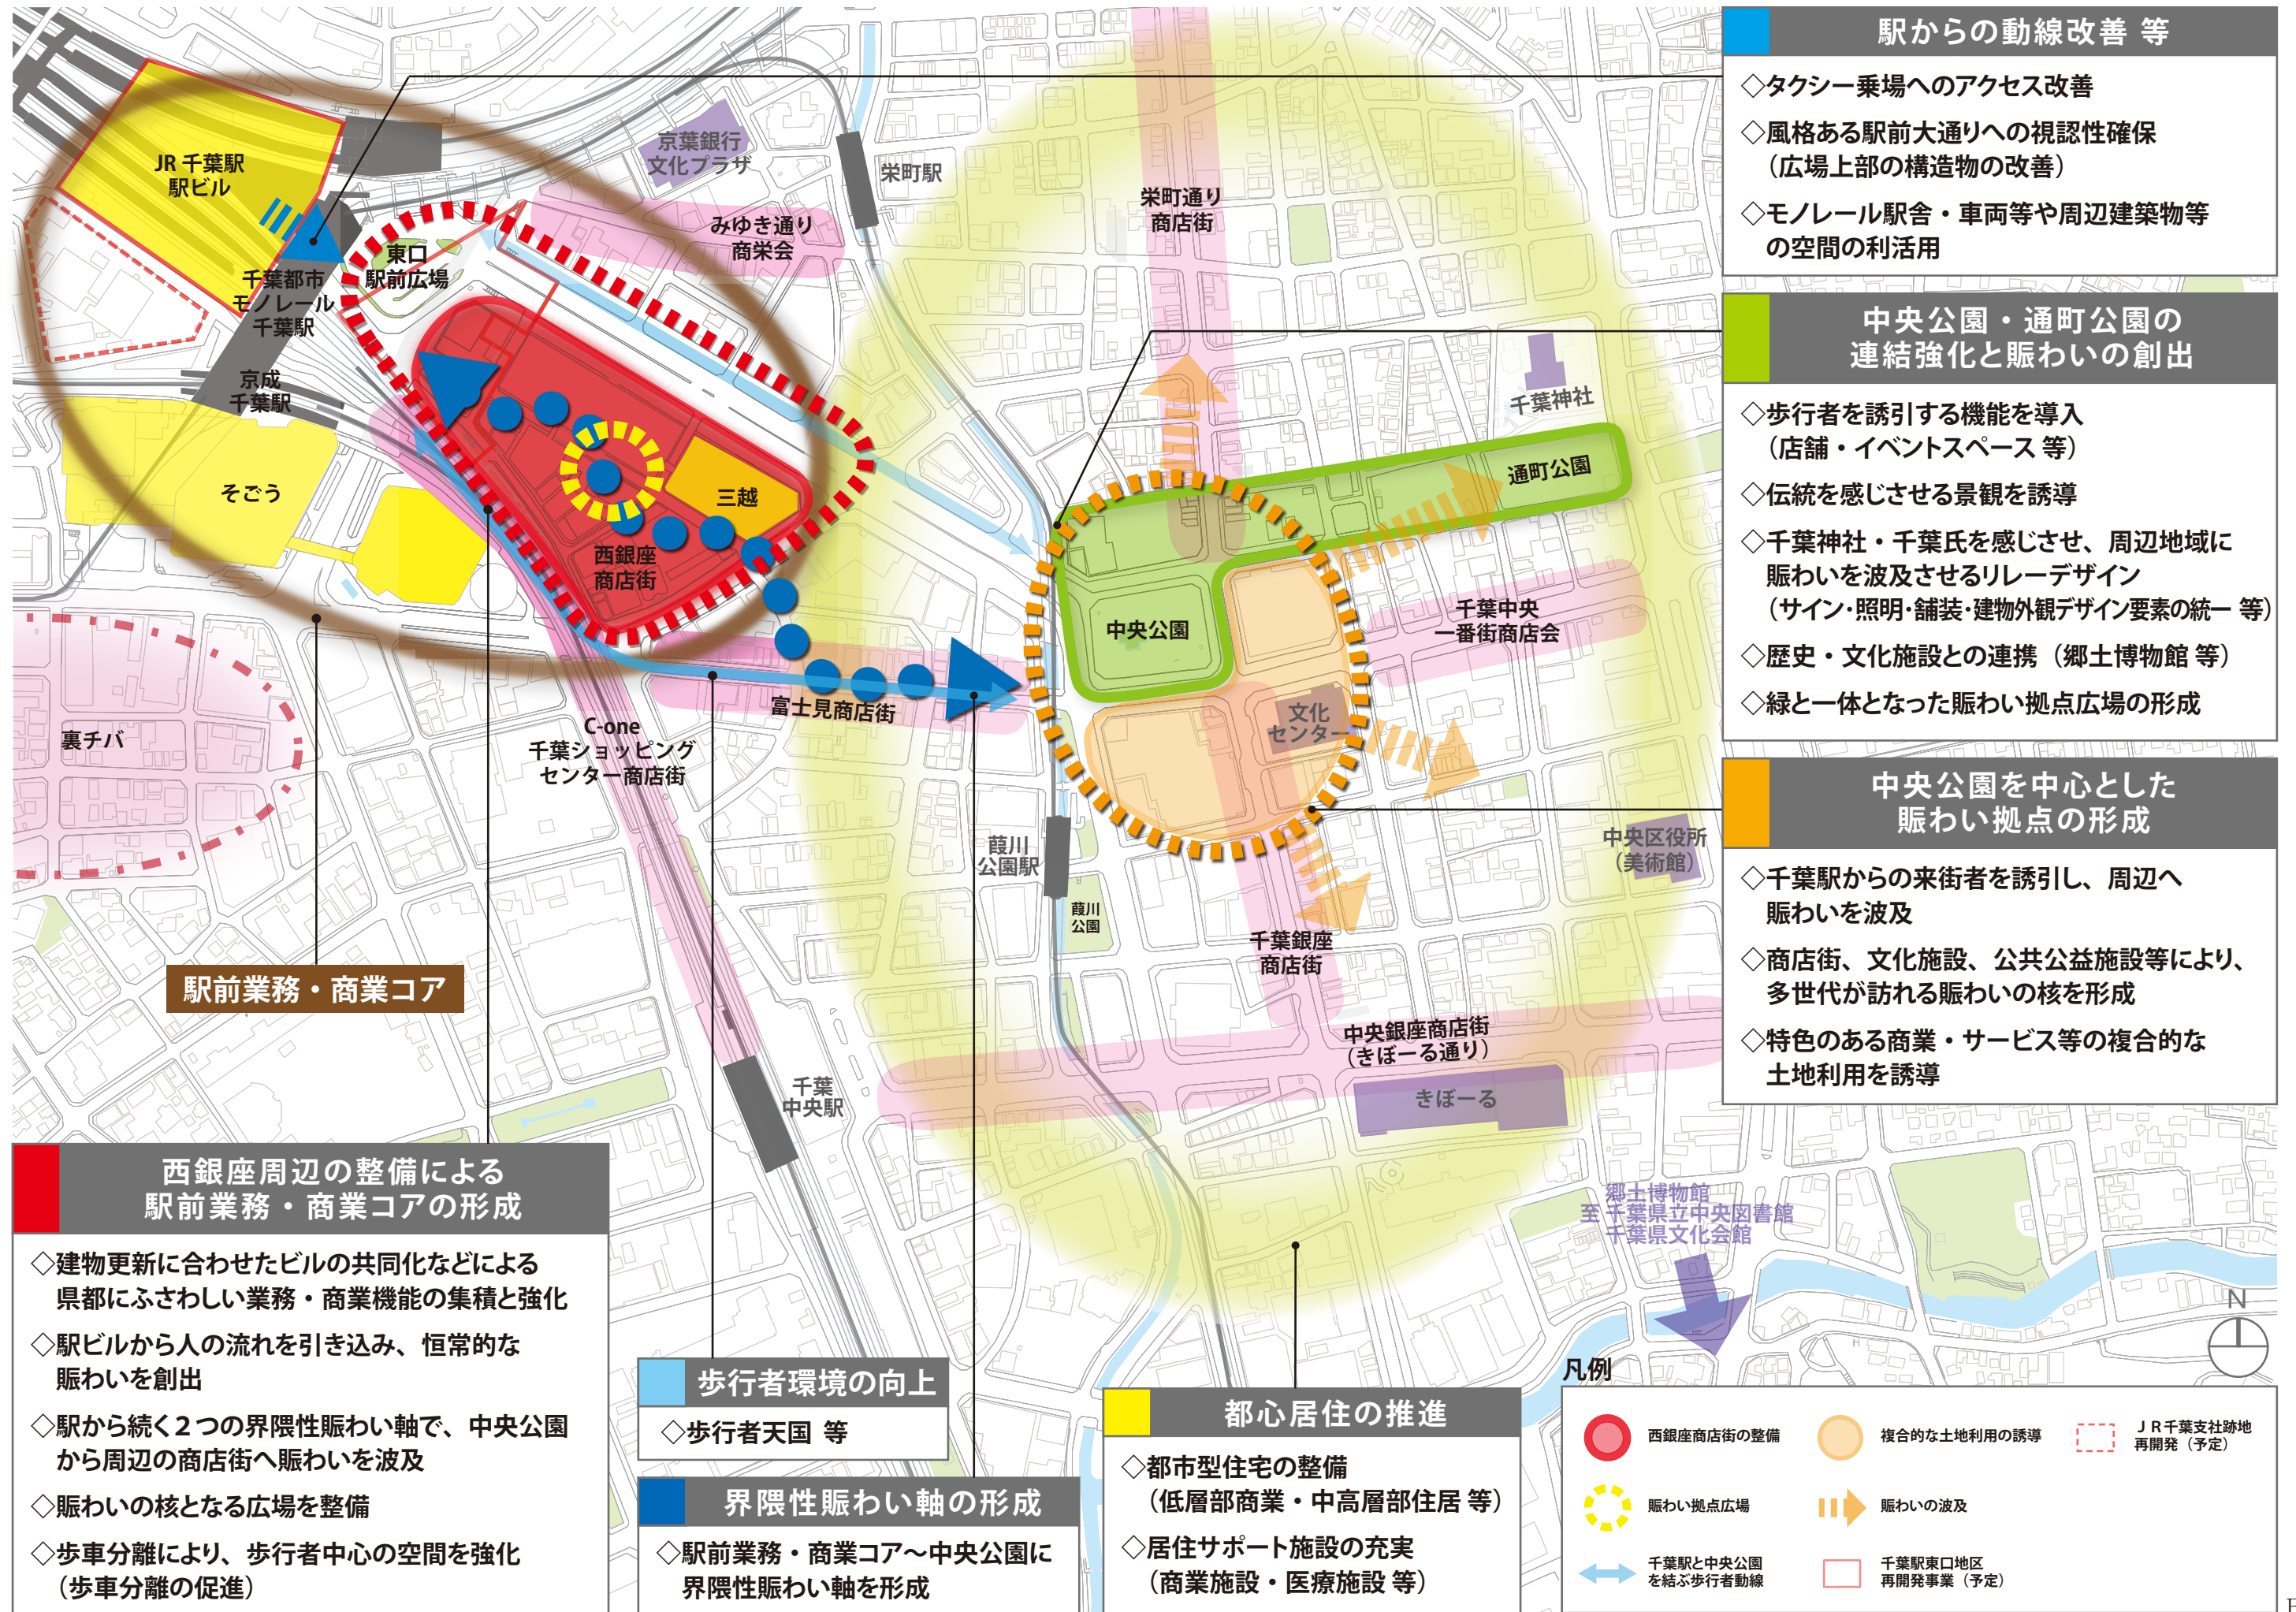 駅からの動線改善 等
◇タクシー乗場へのアクセス改善
◇風格ある駅前大通りへの視認性確保
（広場上部の構造物の改善）
◇モノレール駅舎・車両等や周辺建築物等
の空間の利活用
中央公園・通町公園の
連結強化と賑わいの創出
◇歩行者を誘引する機能を導入
（店舗・イベントスペース 等）
◇伝統を感じさせる景観を誘導
◇千葉神社・千葉氏を感じさせ、周辺地域に
賑わいを波及させるリレーデザイン
（サイン・照明・舗装・建物外観デザイン要素の統一 等）
◇歴史・文化施設との連携（郷土博物館 等）
◇緑と一体となった賑わい拠点広場の形成
中央公園を中心とした
賑わい拠点の形成
◇千葉駅からの来街者を誘引し、周辺へ
賑わいを波及
◇商店街、文化施設、公共公益施設等により、
多世代が訪れる賑わいの核を形成
◇特色のある商業・サービス等の複合的な
土地利用を誘導
JR 千葉駅
駅ビル
京葉銀行
文化プラザ
栄町駅
みゆき通り
商栄会
栄町通り
商店街
東口
駅前広場
千葉都市
モノレール
千葉駅
京成
千葉駅
そごう
三越
西銀座
商店街
千葉神社
通町公園
中央公園
千葉中央
一番街商店会
文化
センター
富士見商店街
C-one
千葉ショッピング
センター商店街
裏チバ
葭川
公園駅
葭川
公園
中央区役所
（美術館）
千葉銀座
商店街
中央銀座商店街
（きぼーる通り）
きぼーる
千葉
中央駅
駅前業務・商業コア
郷土博物館
至 千葉県立中央図書館
千葉県文化会館
西銀座周辺の整備による
駅前業務・商業コアの形成
◇建物更新に合わせたビルの共同化などによる
県都にふさわしい業務・商業機能の集積と強化
◇駅ビルから人の流れを引き込み、恒常的な
賑わいを創出
◇駅から続く２つの界隈性賑わい軸で、中央公園
から周辺の商店街へ賑わいを波及
◇賑わいの核となる広場を整備
◇歩車分離により、歩行者中心の空間を強化
（歩車分離の促進）
歩行者環境の向上
◇歩行者天国 等
界隈性賑わい軸の形成
◇駅前業務・商業コア～中央公園に
界隈性賑わい軸を形成
都心居住の推進
◇都市型住宅の整備
（低層部商業・中高層部住居 等）
◇居住サポート施設の充実
（商業施設・医療施設 等）
N
凡例
西銀座商店街の整備
複合的な土地利用の誘導
ＪＲ千葉支社跡地
再開発（予定）
賑わい拠点広場
賑わいの波及
千葉駅と中央公園
を結ぶ歩行者動線
千葉駅東口地区
再開発事業（予定）